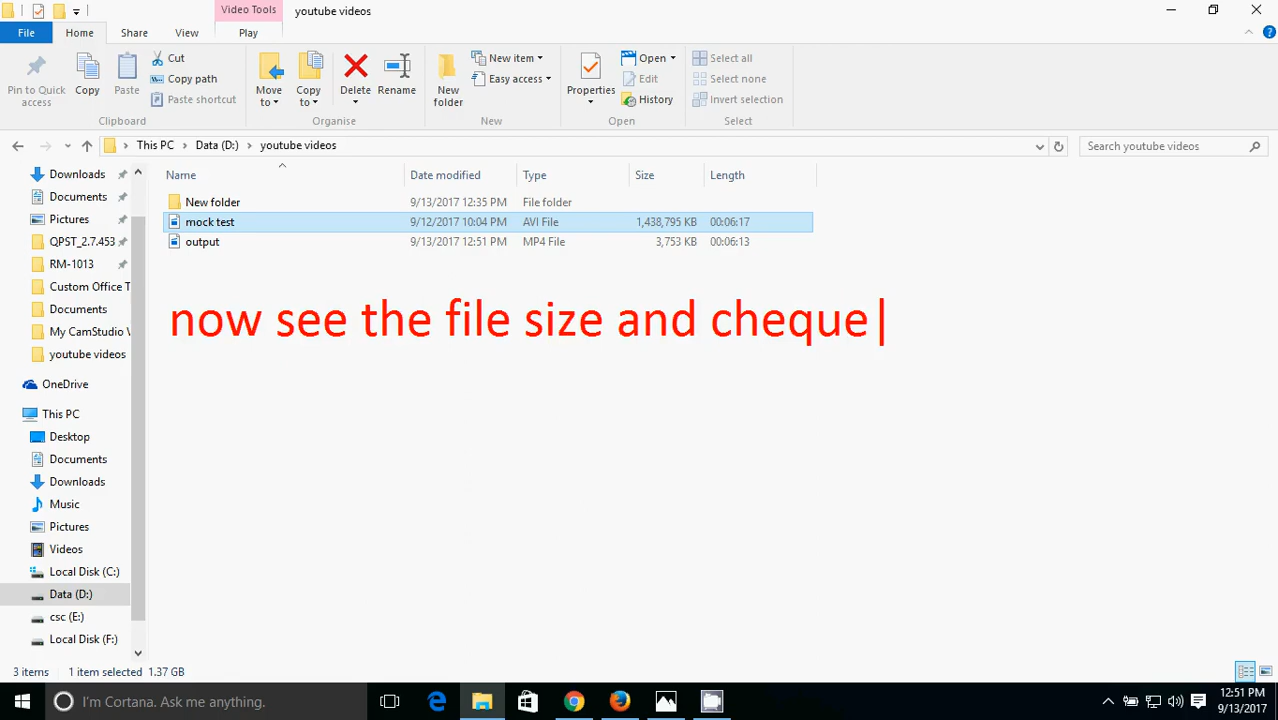 Video Tools
youtube videos
File
Home
Share
View
Play
Pin to Quick access
Copy
Paste
Cut
Copy path
Paste shortcut
Clipboard
Move to
Copy to
Delete
Rename
Organise
New folder
New item
Easy access
New
Properties
Open
Edit
History
Open
Select all
Select none
Invert selection
Select
This PC
Data (D:)
youtube videos
Search youtube videos
Name
Date modified
Type
Size
Length
New folder 9/13/2017 12:35 PM File folder
mock test 9/12/2017 10:04 PM AVI File 1,438,795 KB 00:06:17
output 9/13/2017 12:51 PM MP4 File 3,753 KB 00:06:13
now see the file size and cheque
Downloads
Documents
Pictures
QPST_2.7.453
RM-1013
Custom Office T
Documents
My CamStudio V
youtube videos
OneDrive
This PC
Desktop
Documents
Downloads
Music
Pictures
Videos
Local Disk (C:)
Data (D:)
csc (E:)
Local Disk (F:)
3 items
1 item selected 1.37 GB
I'm Cortana. Ask me anything.
12:51 PM
9/13/2017